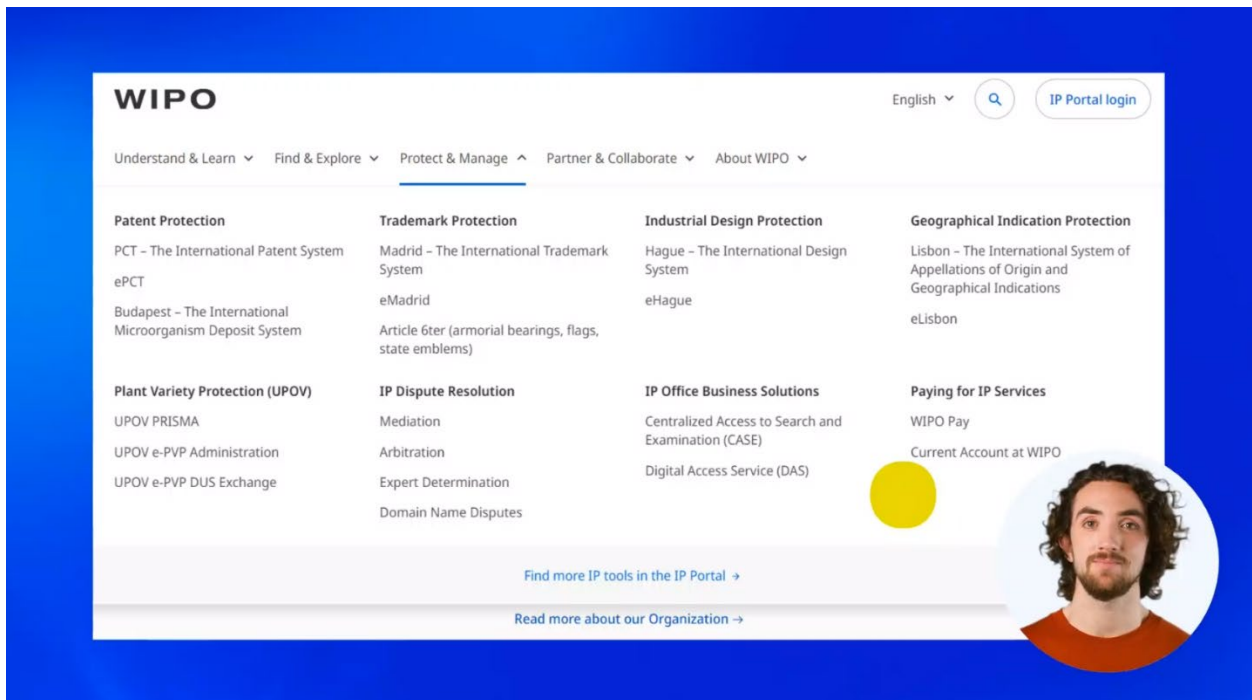 WIPO
English
IP Portal login
Understand & Learn
Find & Explore
Protect & Manage
Partner & Collaborate
About WIPO
Patent Protection
PCT – The International Patent System
ePCT
Budapest – The International
Microorganism Deposit System
Trademark Protection
Madrid – The International Trademark
System
eMadrid
Article 6ter (armorial bearings, flags,
state emblems)
Industrial Design Protection
Hague – The International Design
System
eHague
Geographical Indication Protection
Lisbon – The International System of
Appellations of Origin and
Geographical Indications
eLisbon
Plant Variety Protection (UPOV)
UPOV PRISMA
UPOV e-PVP Administration
UPOV e-PVP DUS Exchange
IP Dispute Resolution
Mediation
Arbitration
Expert Determination
Domain Name Disputes
IP Office Business Solutions
Centralized Access to Search and
Examination (CASE)
Digital Access Service (DAS)
Paying for IP Services
WIPO Pay
Current Account at WIPO
Find more IP tools in the IP Portal →
Read more about our Organization →